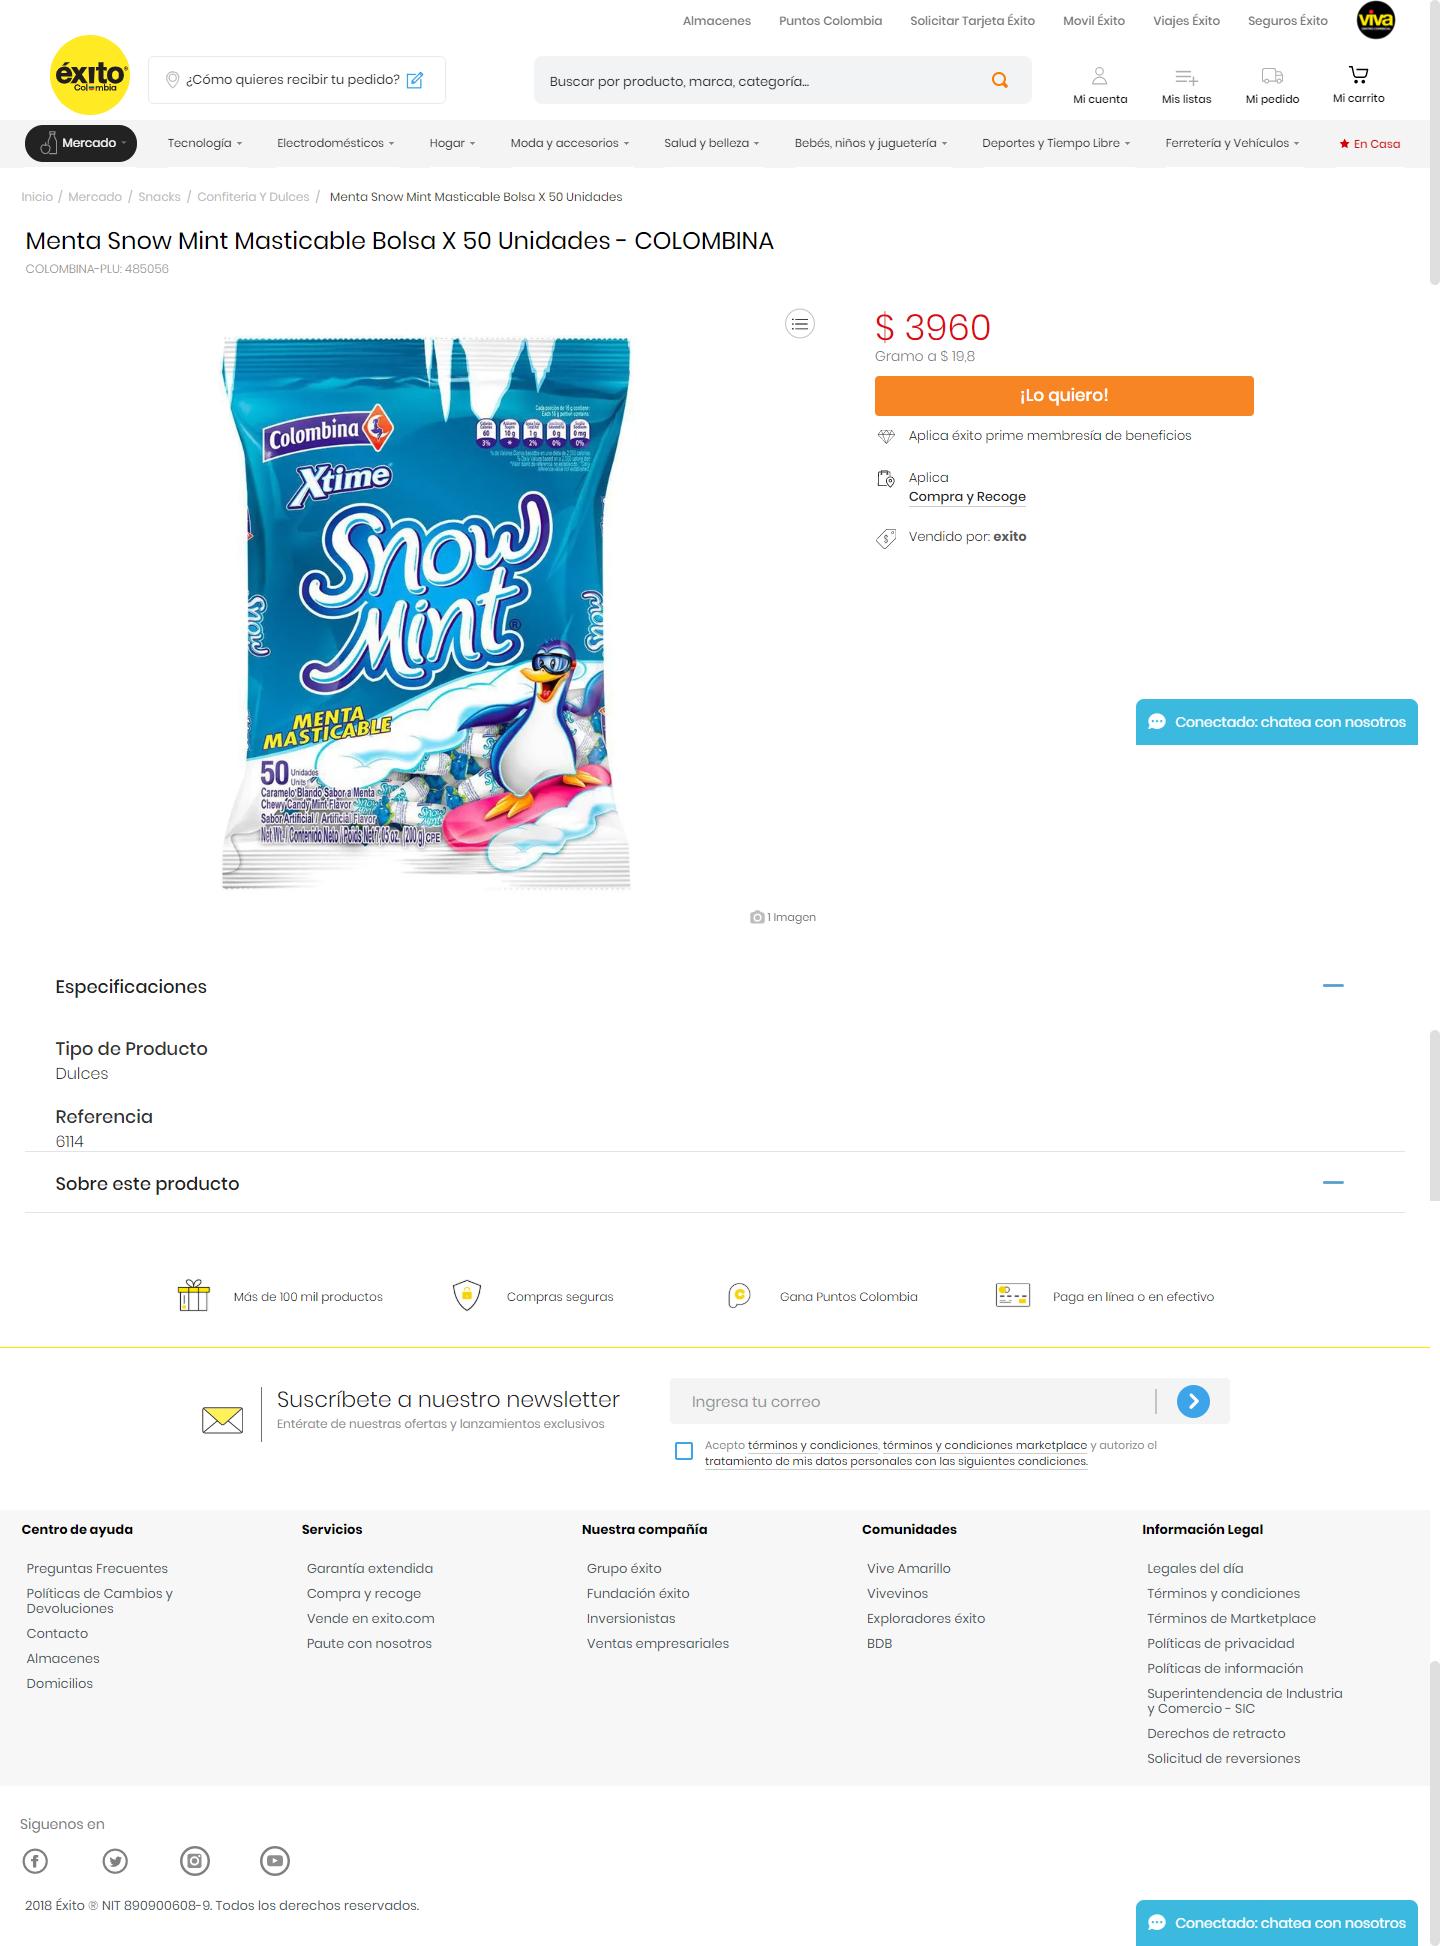 Almacenes
Puntos Colombia
Solicitar Tarjeta Éxito
Movil Éxito
Viajes Éxito
Seguros Éxito
viva
éxito
Colombia
¿Cómo quieres recibir tu pedido?
Buscar por producto, marca, categoría...
Mi cuenta
Mis listas
Mi pedido
Mi carrito
Mercado
Tecnología
Electrodomésticos
Hogar
Moda y accesorios
Salud y belleza
Bebés, niños y juguetería
Deportes y Tiempo Libre
Ferretería y Vehículos
En Casa
Inicio / Mercado / Snacks / Confiteria Y Dulces / Menta Snow Mint Masticable Bolsa X 50 Unidades
Menta Snow Mint Masticable Bolsa X 50 Unidades - COLOMBINA
COLOMBINA-PLU: 485056
Colombina
Xtime
Snow
Mint®
MENTA
MASTICABLE
50 Unidades
Units
Caramelo Blando Sabor a Menta
Chewy Candy Mint Flavor
Sabor Artificial / Artificial Flavor
Net Wt. / Contenido Neto / Poids Net 7,05 oz. (200 g) CPE
1 Imagen
$ 3960
Gramo a $ 19,8
¡Lo quiero!
Aplica éxito prime membresía de beneficios
Aplica
Compra y Recoge
Vendido por: exito
Conectado: chatea con nosotros
Especificaciones
Tipo de Producto
Dulces
Referencia
6114
Sobre este producto
Más de 100 mil productos
Compras seguras
Gana Puntos Colombia
Paga en línea o en efectivo
Suscríbete a nuestro newsletter
Entérate de nuestras ofertas y lanzamientos exclusivos
Ingresa tu correo
Acepto términos y condiciones, términos y condiciones marketplace y autorizo el
tratamiento de mis datos personales con las siguientes condiciones.
Centro de ayuda
Preguntas Frecuentes
Políticas de Cambios y
Devoluciones
Contacto
Almacenes
Domicilios
Servicios
Garantía extendida
Compra y recoge
Vende en exito.com
Paute con nosotros
Nuestra compañía
Grupo éxito
Fundación éxito
Inversionistas
Ventas empresariales
Comunidades
Vive Amarillo
Vivevinos
Exploradores éxito
BDB
Información Legal
Legales del día
Términos y condiciones
Términos de Martketplace
Políticas de privacidad
Políticas de información
Superintendencia de Industria
y Comercio - SIC
Derechos de retracto
Solicitud de reversiones
Siguenos en
2018 Éxito ® NIT 890900608-9. Todos los derechos reservados.
Conectado: chatea con nosotros